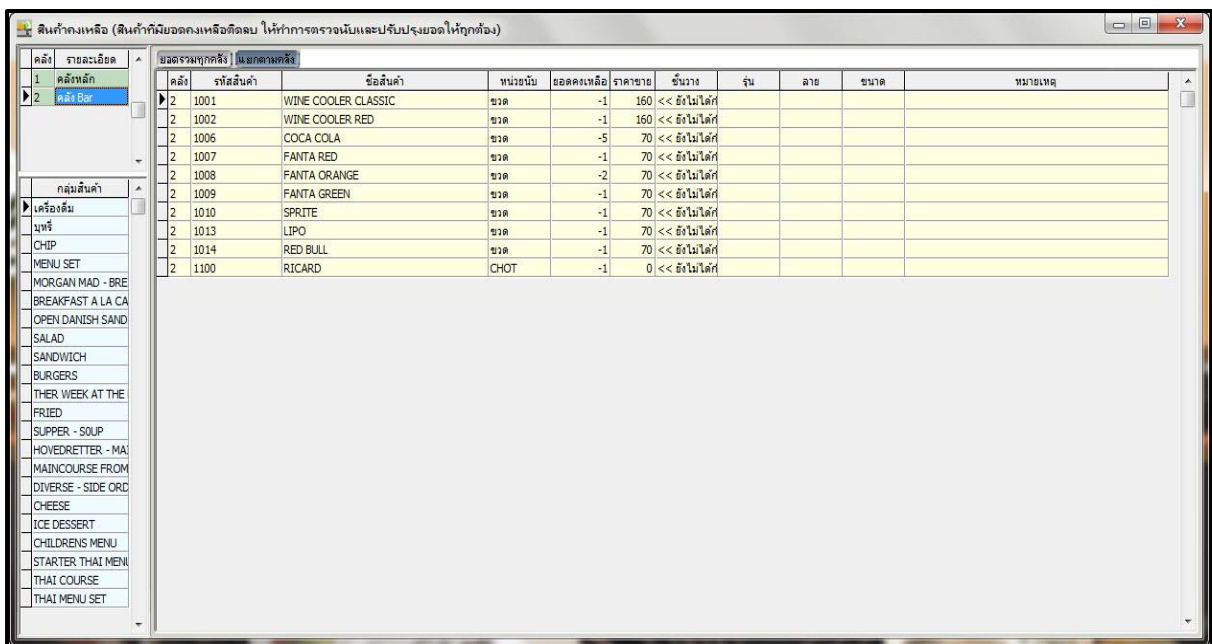 สินค้าคงเหลือ (สินค้าที่มียอดคงเหลือติดลบ ให้ทำการตรวจนับและปรับปรุงยอดให้ถูกต้อง)
คลัง รายละเอียด
1 คลังหลัก
2 คลัง Bar
กลุ่มสินค้า
เครื่องดื่ม
บุหรี่
CHIP
MENU SET
MORGAN MAD - BRE
BREAKFAST A LA CA
OPEN DANISH SAND
SALAD
SANDWICH
BURGERS
THER WEEK AT THE
FRIED
SUPPER - SOUP
HOVEDRETTER - MAI
MAINCOURSE FROM
DIVERSE - SIDE ORD
CHEESE
ICE DESSERT
CHILDRENS MENU
STARTER THAI MENU
THAI COURSE
THAI MENU SET
ยอดรวมทุกคลัง แยกตามคลัง
คลัง รหัสสินค้า ชื่อสินค้า หน่วยนับ ยอดคงเหลือ ราคาขาย ชั้นวาง รุ่น ลาย ขนาด หมายเหตุ
2 1001 WINE COOLER CLASSIC ขวด -1 160 << ยังไม่ได้กำ
2 1002 WINE COOLER RED ขวด -1 160 << ยังไม่ได้กำ
2 1006 COCA COLA ขวด -5 70 << ยังไม่ได้กำ
2 1007 FANTA RED ขวด -1 70 << ยังไม่ได้กำ
2 1008 FANTA ORANGE ขวด -2 70 << ยังไม่ได้กำ
2 1009 FANTA GREEN ขวด -1 70 << ยังไม่ได้กำ
2 1010 SPRITE ขวด -1 70 << ยังไม่ได้กำ
2 1013 LIPO ขวด -1 70 << ยังไม่ได้กำ
2 1014 RED BULL ขวด -1 70 << ยังไม่ได้กำ
2 1100 RICARD CHOT -1 0 << ยังไม่ได้กำ